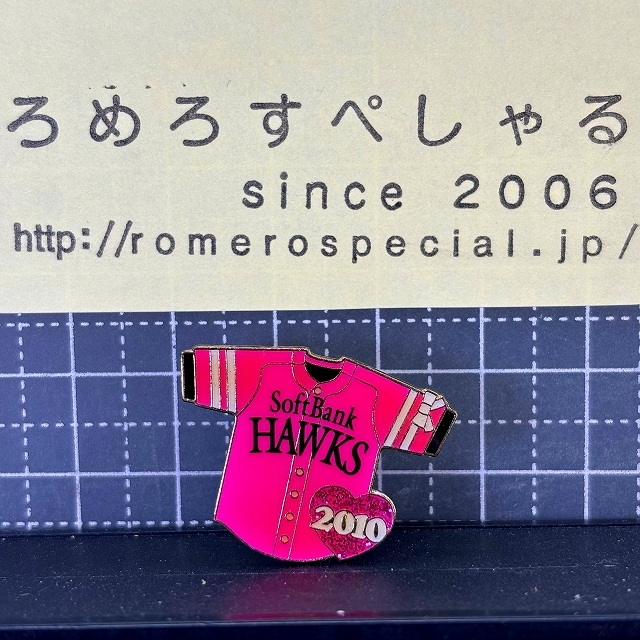 ろめろすぺしゃる
since 2006
http://romerospecial.jp/
SoftBank
HAWKS
2010